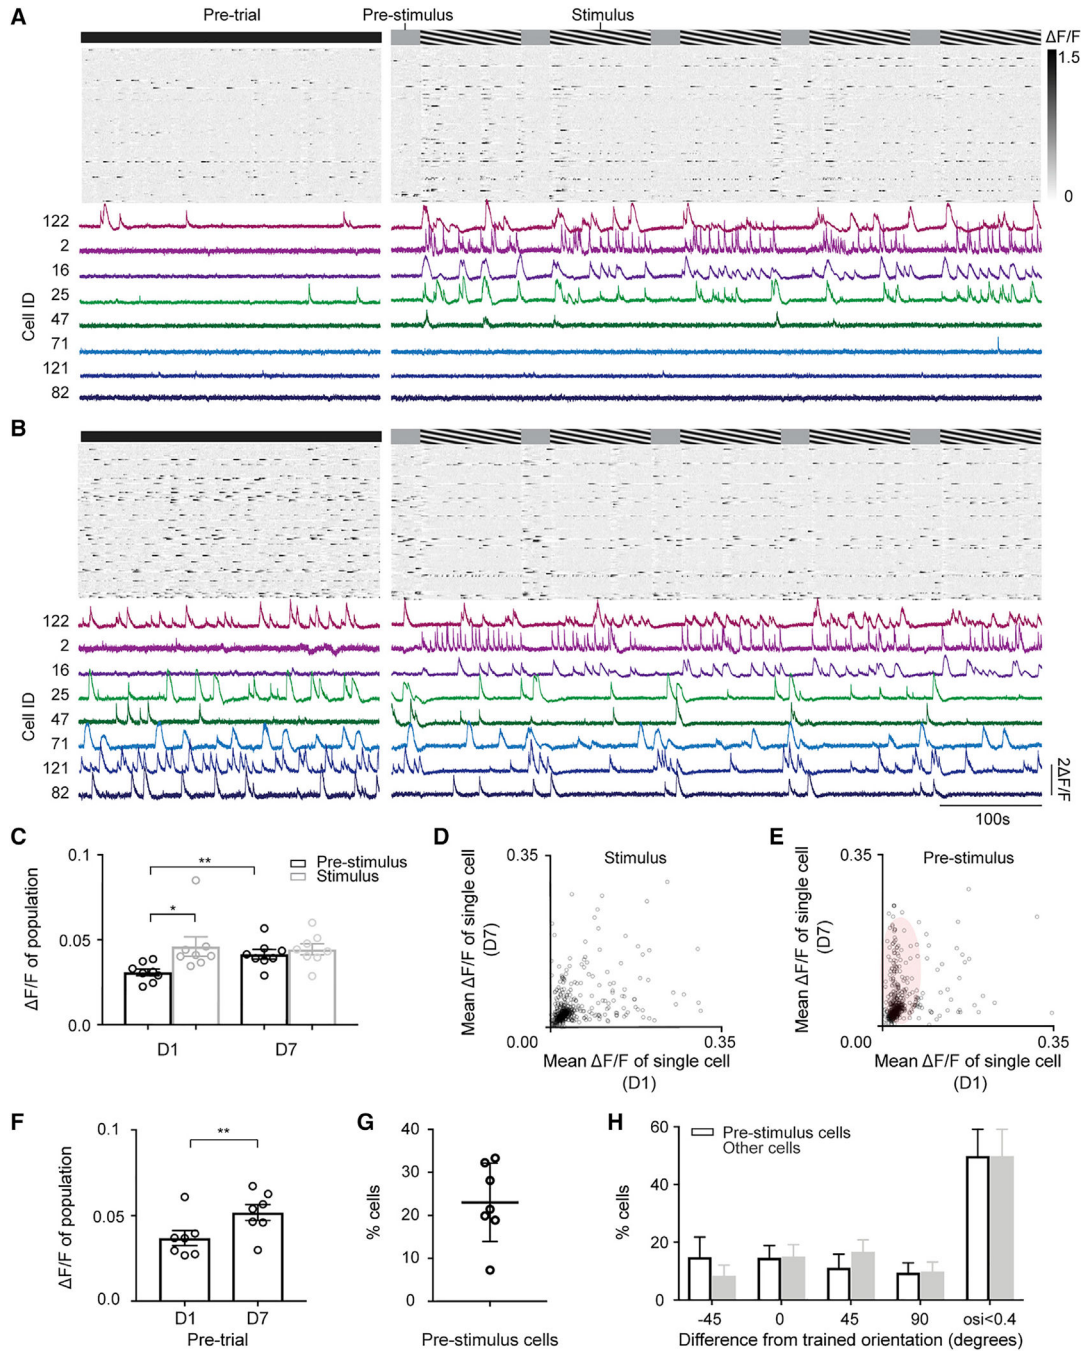 A
Pre-trial
Pre-stimulus
Stimulus
ΔF/F
1.5
0
Cell ID
122
2
16
25
47
71
121
82
B
Cell ID
122
2
16
25
47
71
121
82
2ΔF/F
100s
C
ΔF/F of population
0.1
0.05
0.0
**
*
Pre-stimulus
Stimulus
D1
D7
D
Mean ΔF/F of single cell
(D7)
0.35
Stimulus
0.00
0.35
Mean ΔF/F of single cell
(D1)
E
Mean ΔF/F of single cell
(D7)
0.35
Pre-stimulus
0.00
0.35
Mean ΔF/F of single cell
(D1)
F
ΔF/F of population
0.1
0.05
0.0
**
D1
D7
Pre-trial
G
% cells
40
30
20
10
0
Pre-stimulus cells
H
% cells
60
40
20
0
Pre-stimulus cells
Other cells
-45
0
45
90
osi<0.4
Difference from trained orientation (degrees)